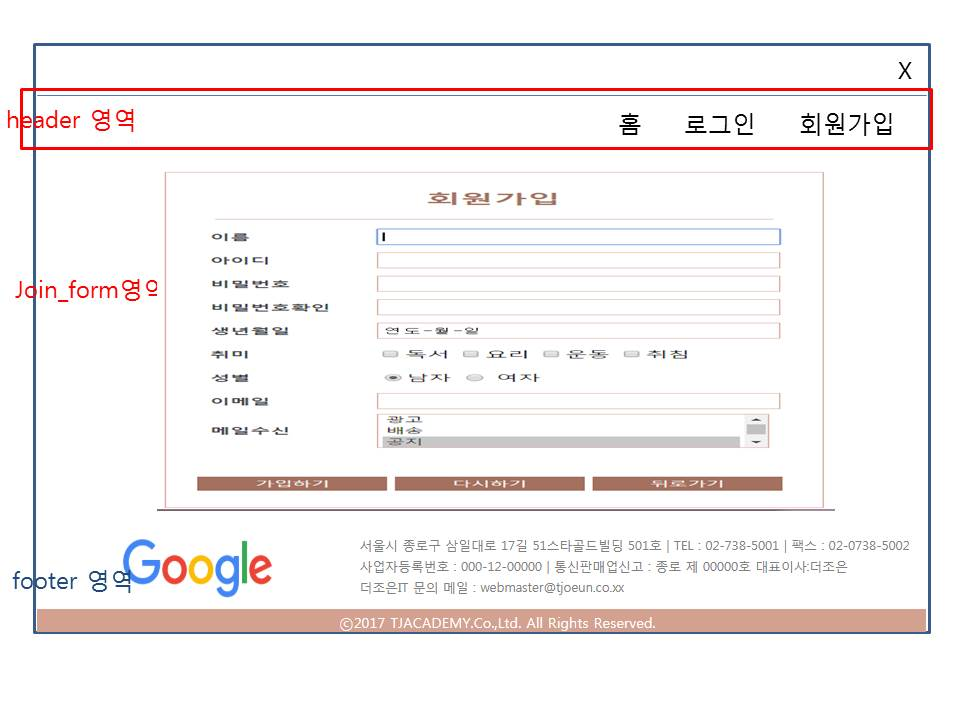 X
header 영역
홈 로그인 회원가입
회원가입
이름
아이디
비밀번호
Join_form영역
비밀번호확인
생년월일 연도-월-일
취미 독서 요리 운동 취침
성별 남자 여자
이메일
메일수신 광고
배송
공지
가입하기 다시하기 뒤로가기
Google
서울시 종로구 삼일대로 17길 51스타골드빌딩 501호 | TEL : 02-738-5001 | 팩스 : 02-0738-5002
사업자등록번호 : 000-12-00000 | 통신판매업신고 : 종로 제 00000호 대표이사:더조은
footer 영역
더조은IT 문의 메일 : webmaster@tjoeun.co.xx
©2017 TJACADEMY.Co.,Ltd. All Rights Reserved.